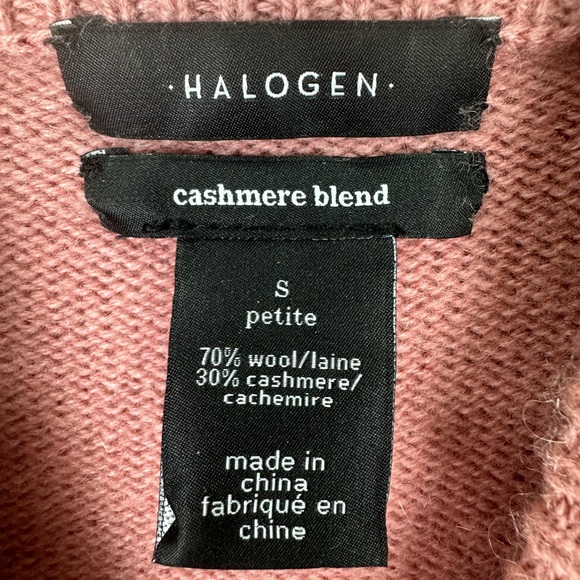 ·HALOGEN·
cashmere blend
S
petite
70% wool/laine
30% cashmere/
cachemire
made in
china
fabriqué en
chine